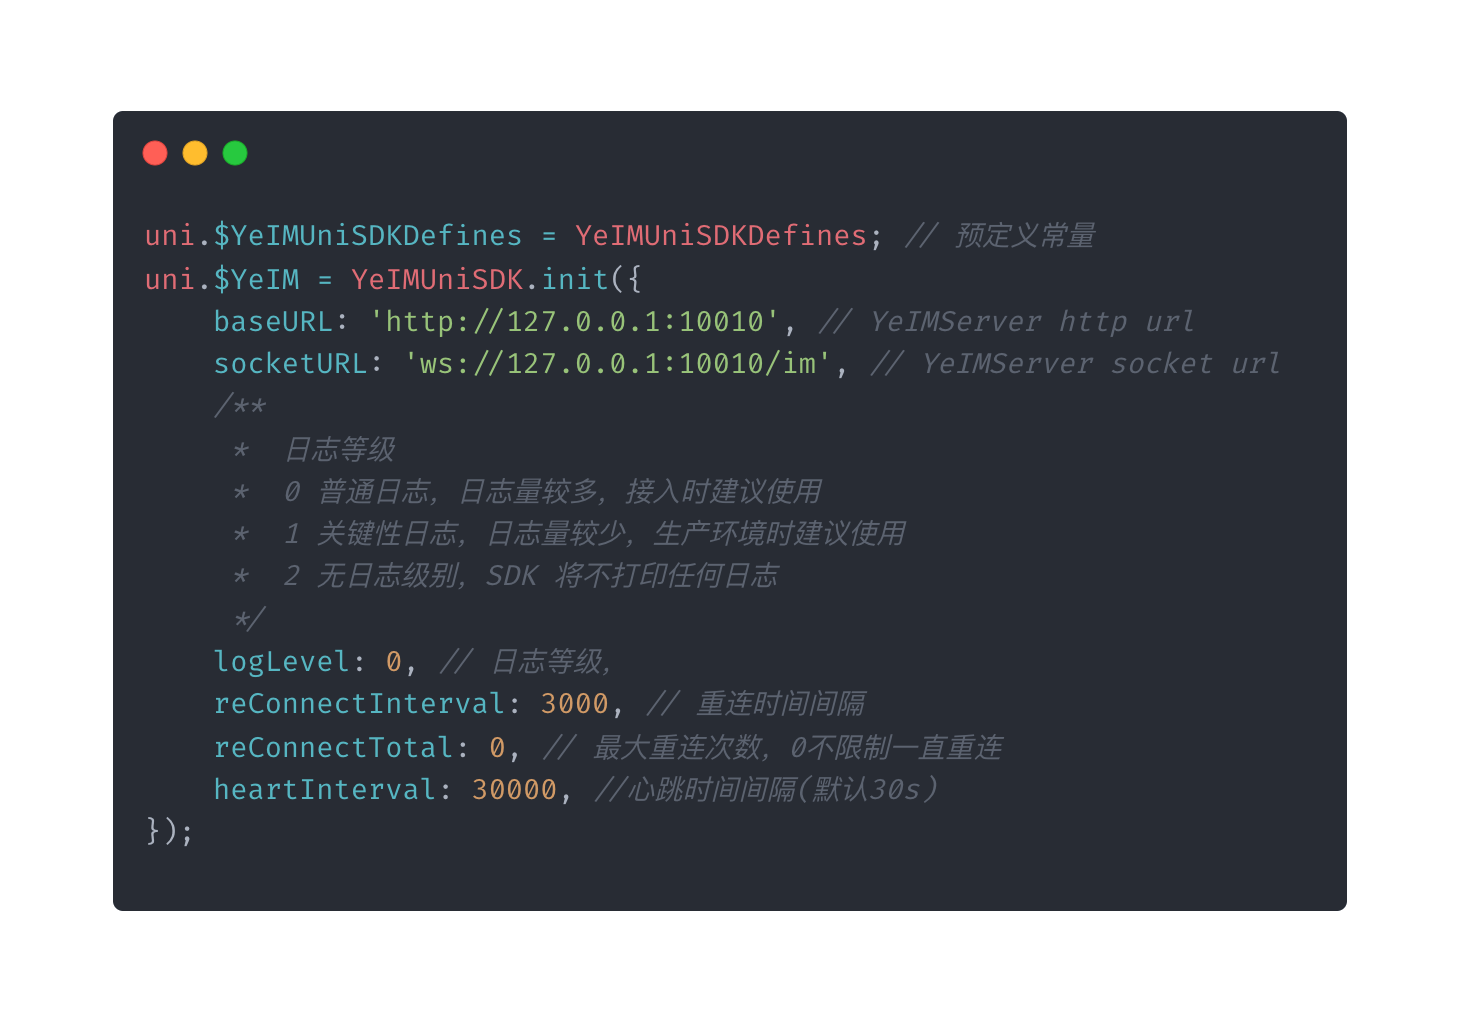 uni.$YeIMUniSDKDefines = YeIMUniSDKDefines; // 预定义常量
uni.$YeIM = YeIMUniSDK.init({
    baseURL: 'http://127.0.0.1:10010', // YeIMServer http url
    socketURL: 'ws://127.0.0.1:10010/im', // YeIMServer socket url
    /**
     *  日志等级
     *  0 普通日志，日志量较多，接入时建议使用
     *  1 关键性日志，日志量较少，生产环境时建议使用
     *  2 无日志级别，SDK 将不打印任何日志
     */
    logLevel: 0, // 日志等级，
    reConnectInterval: 3000, // 重连时间间隔
    reConnectTotal: 0, // 最大重连次数，0不限制一直重连
    heartInterval: 30000, //心跳时间间隔(默认30s)
});